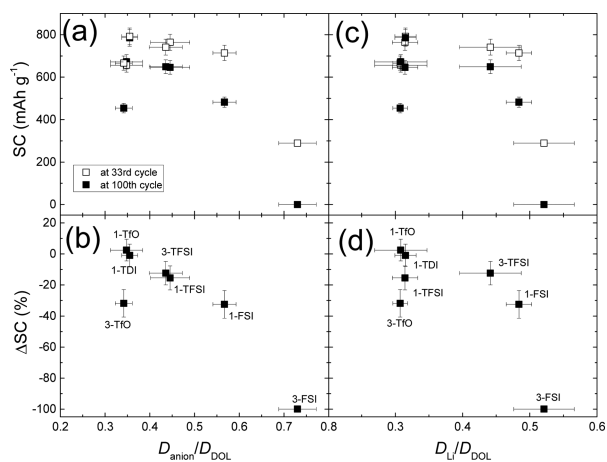 (a)
(c)
SC (mAh g⁻¹)
800
600
400
200
0
at 33rd cycle
at 100th cycle
(b)
(d)
ΔSC (%)
20
0
-20
-40
-60
-80
-100
1-TfO
3-TFSI
1-TDI
1-TFSI
3-TfO
1-FSI
3-FSI
1-TfO
3-TFSI
1-TDI
1-TFSI
1-FSI
3-TfO
3-FSI
0.2 0.3 0.4 0.5 0.6 0.7 0.8
0.3 0.4 0.5 0.6
D_anion/D_DOL
D_Li/D_DOL